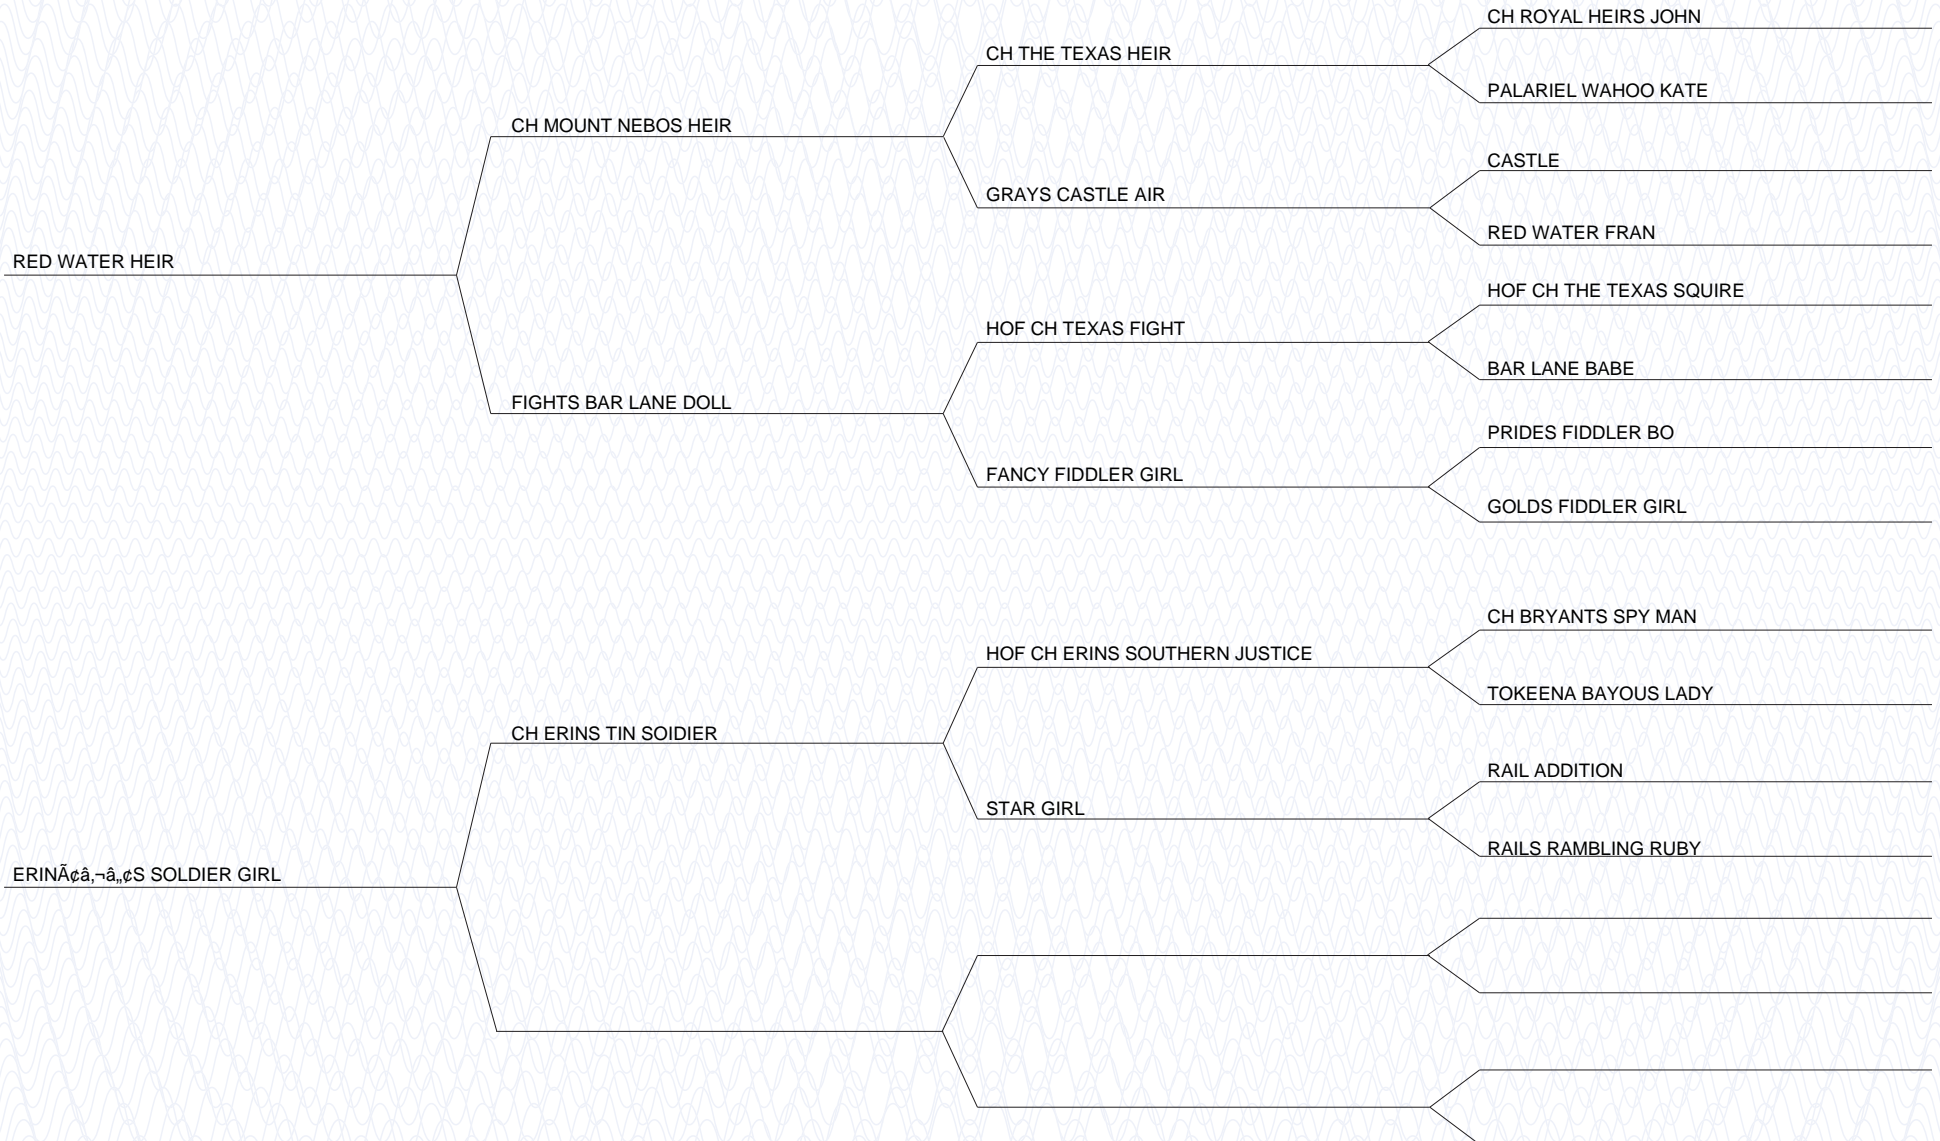 CH ROYAL HEIRS JOHN
CH THE TEXAS HEIR
PALARIEL WAHOO KATE
CH MOUNT NEBOS HEIR
CASTLE
GRAYS CASTLE AIR
RED WATER FRAN
RED WATER HEIR
HOF CH THE TEXAS SQUIRE
HOF CH TEXAS FIGHT
BAR LANE BABE
FIGHTS BAR LANE DOLL
PRIDES FIDDLER BO
FANCY FIDDLER GIRL
GOLDS FIDDLER GIRL
CH BRYANTS SPY MAN
HOF CH ERINS SOUTHERN JUSTICE
TOKEENA BAYOUS LADY
CH ERINS TIN SOIDIER
RAIL ADDITION
STAR GIRL
RAILS RAMBLING RUBY
ERINÃ¢â‚¬â„¢S SOLDIER GIRL